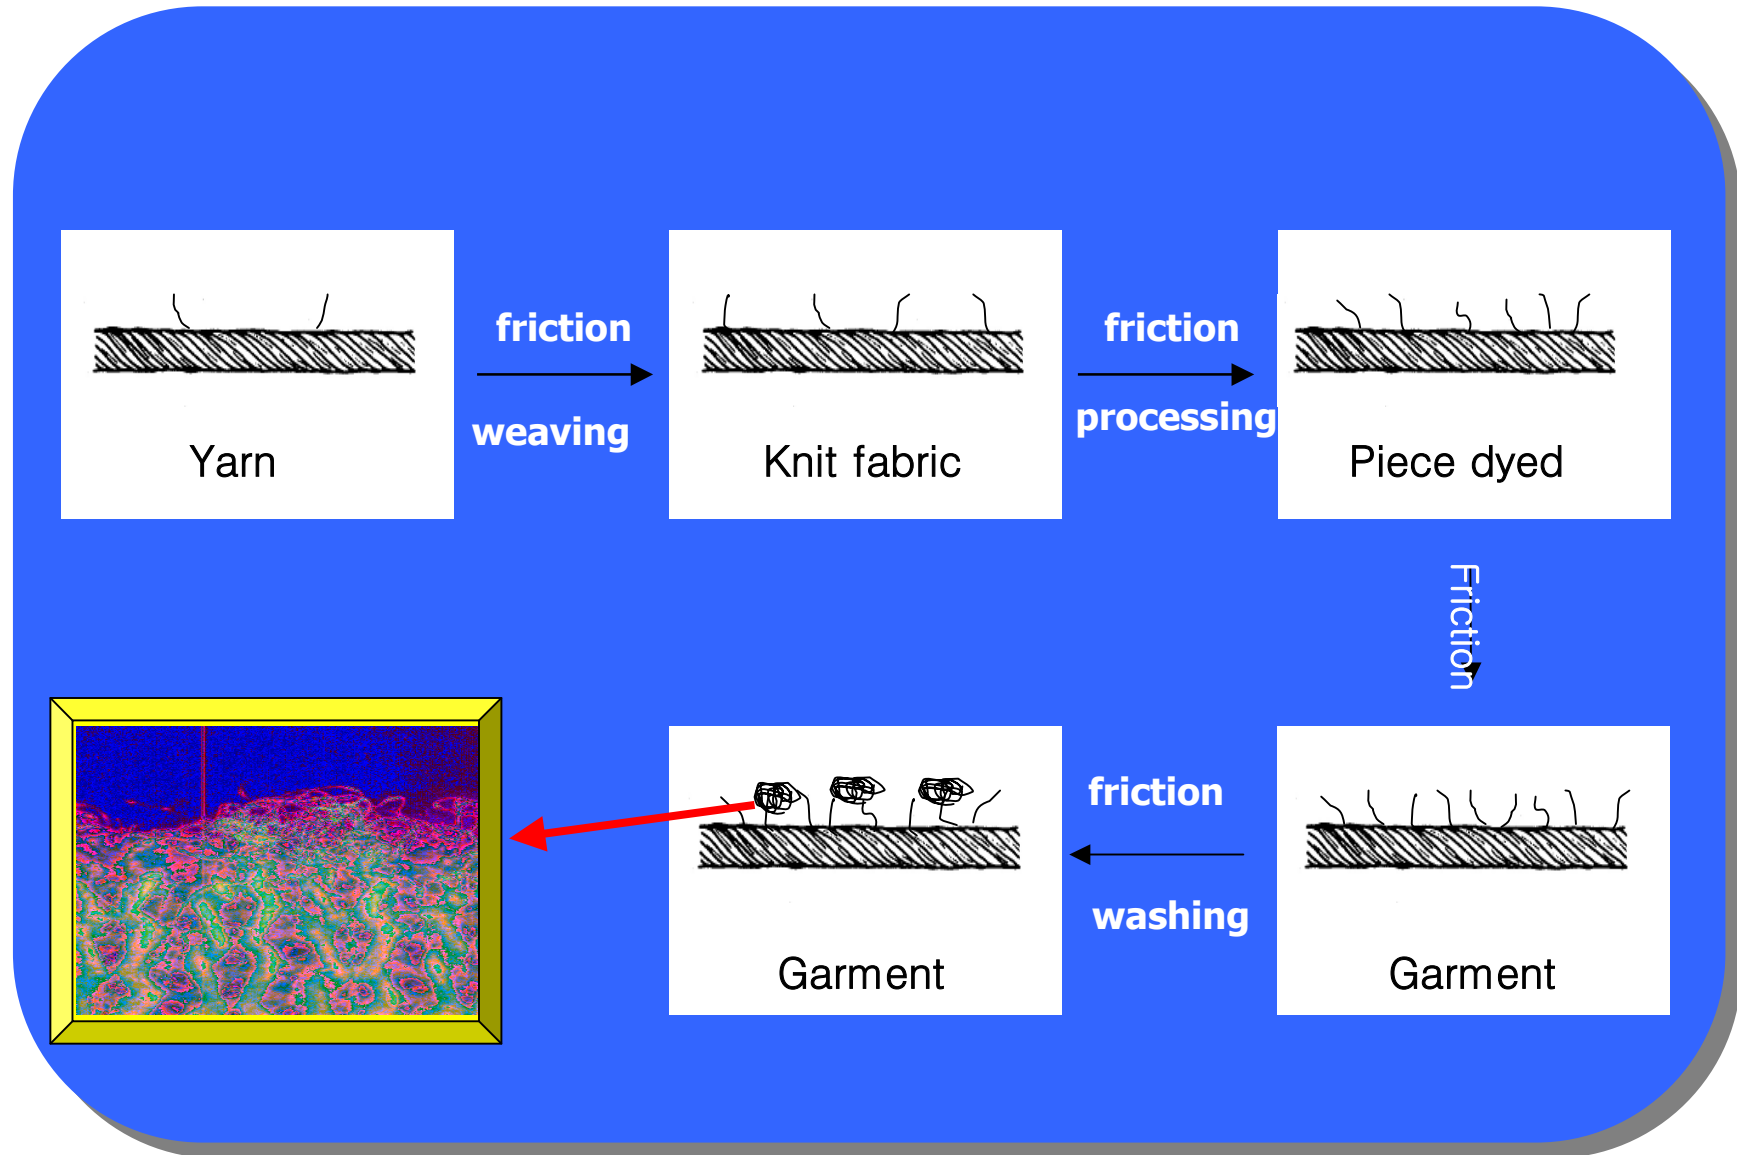 friction
weaving
Yarn
friction
processing
Knit fabric
Piece dyed
Friction
friction
washing
Garment
Garment